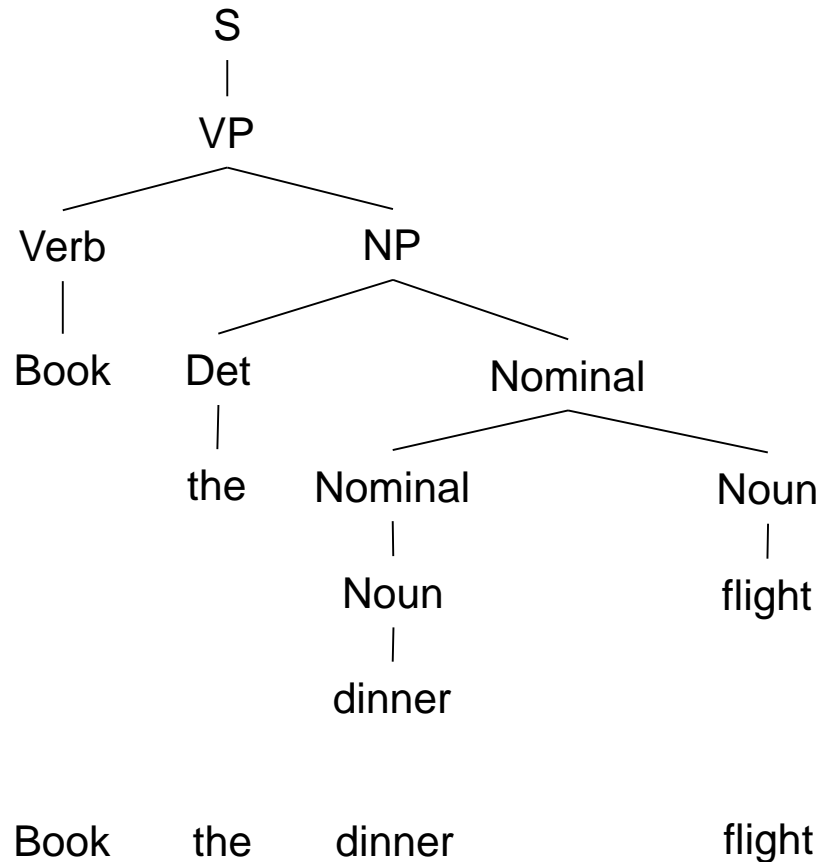 S
VP
Verb NP
Book Det Nominal
the Nominal Noun
Noun flight
dinner
Book the dinner flight